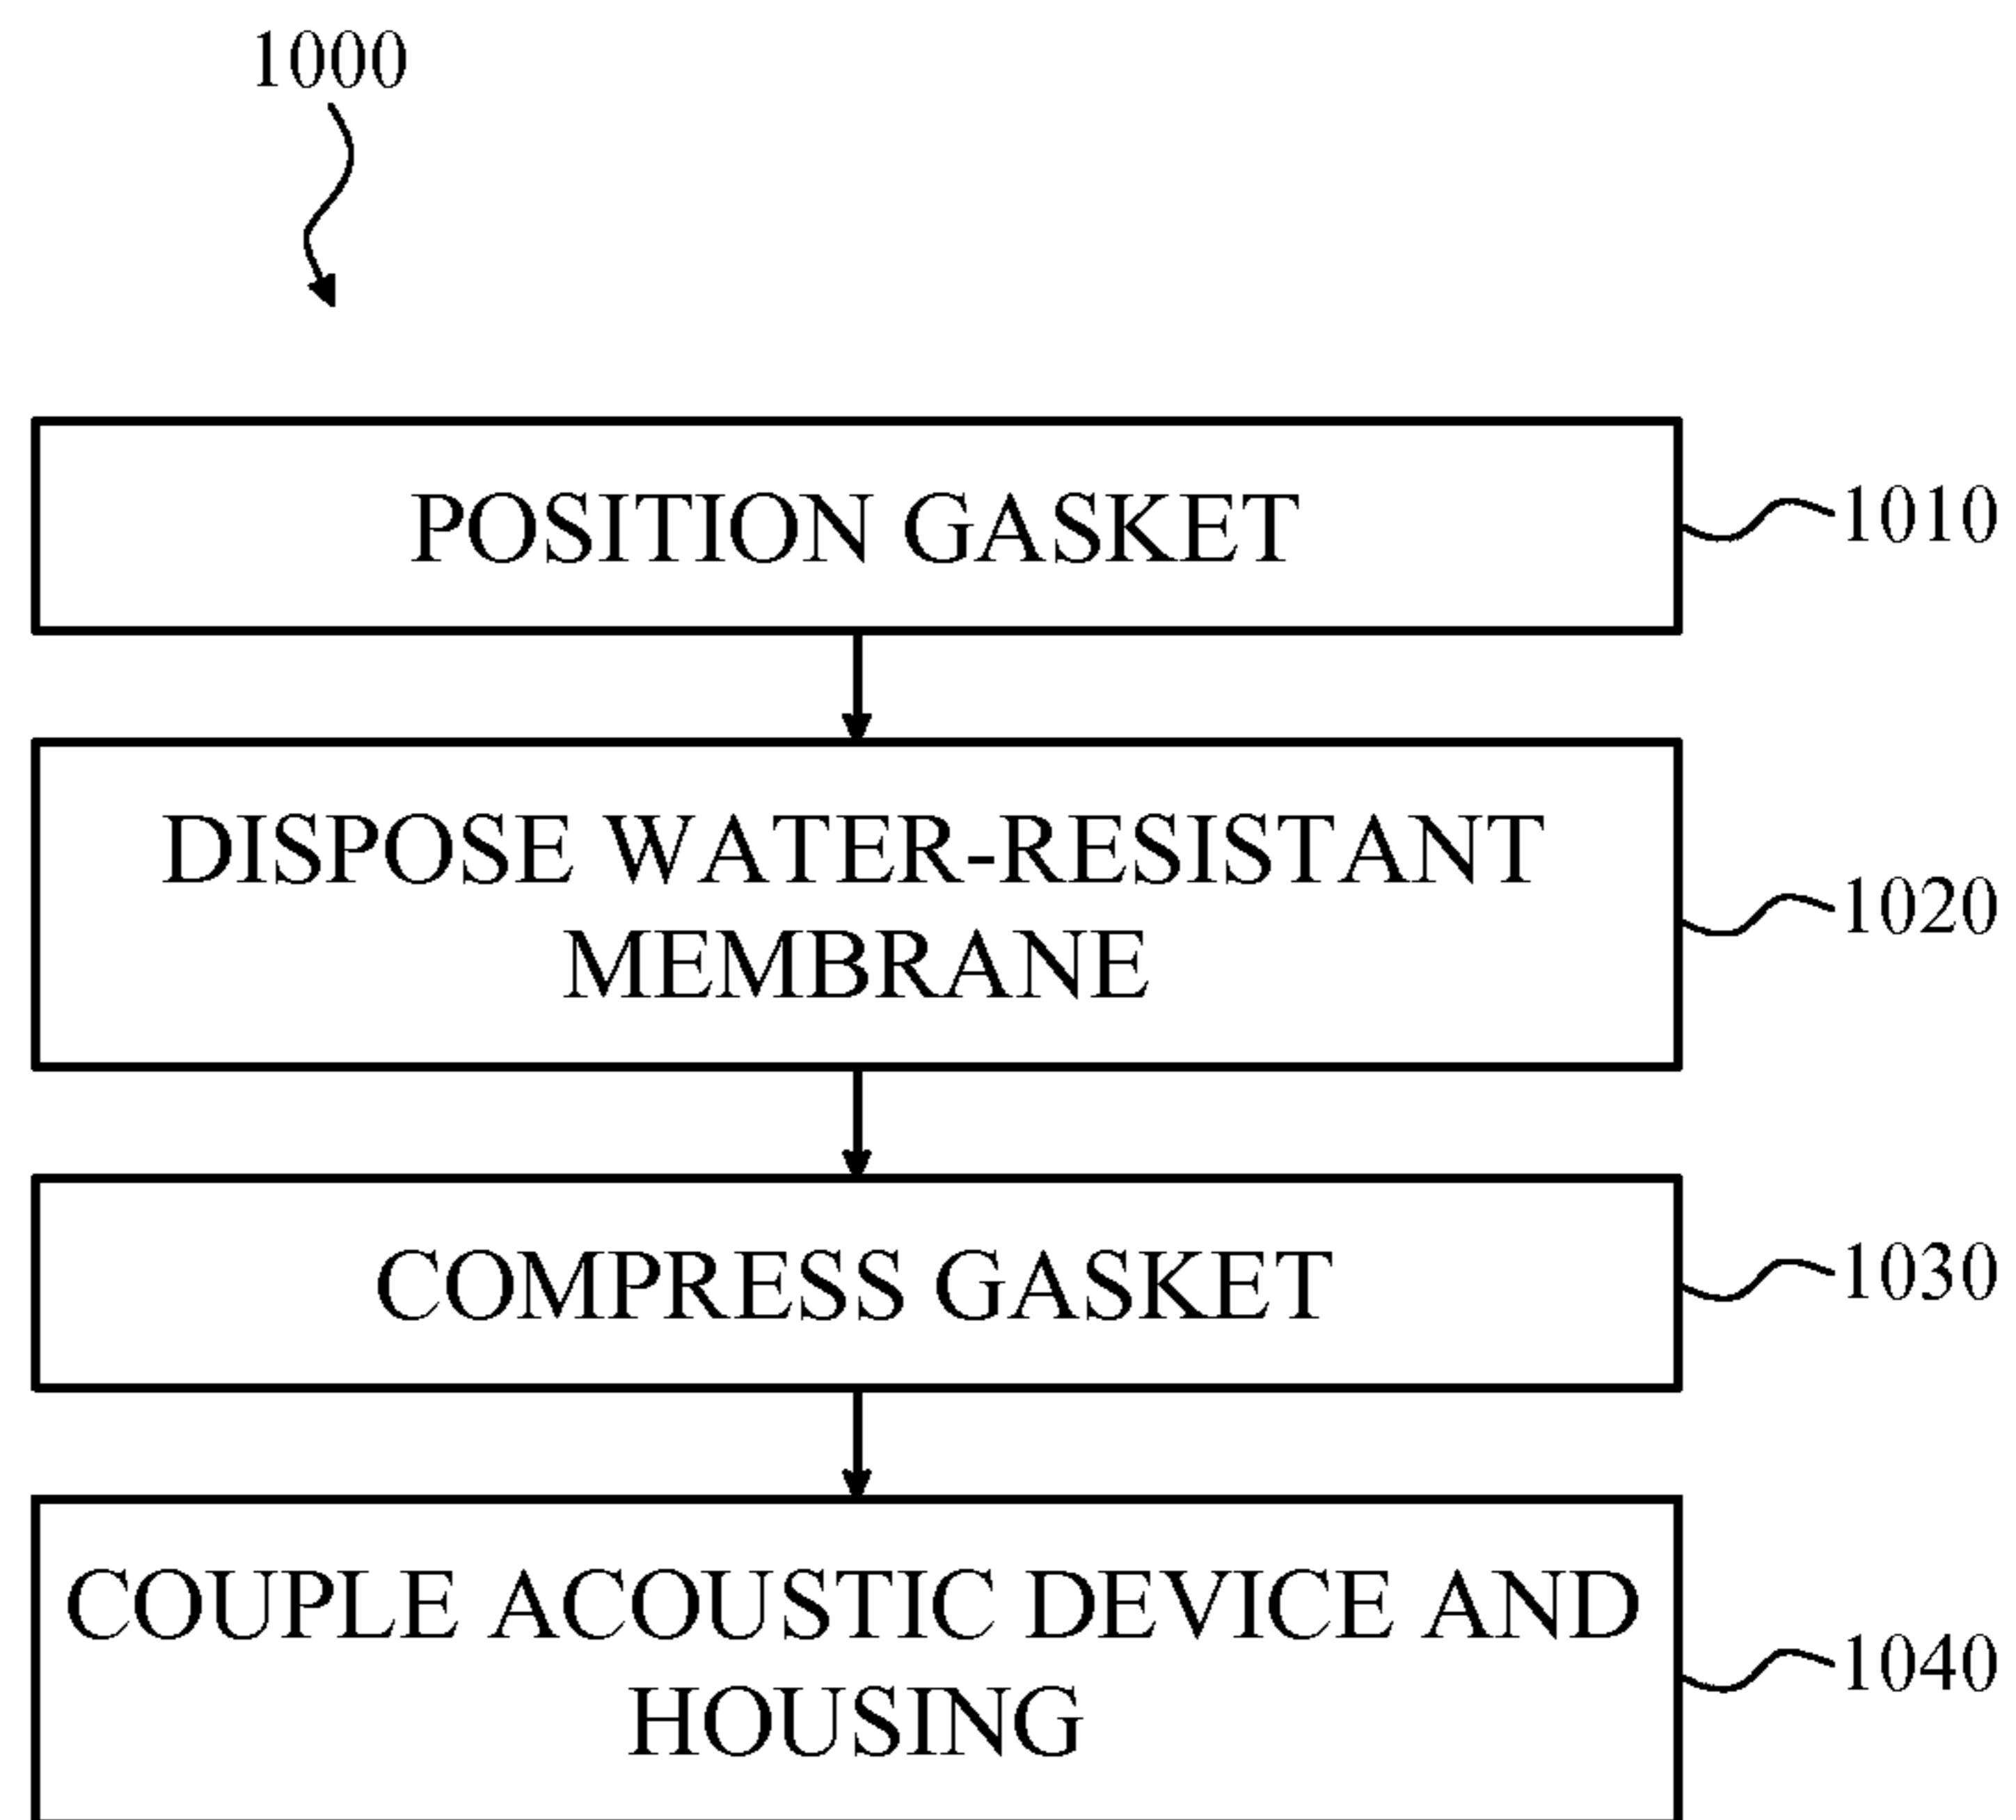 1000
POSITION GASKET
1010
DISPOSE WATER-RESISTANT
MEMBRANE
1020
COMPRESS GASKET
1030
COUPLE ACOUSTIC DEVICE AND
HOUSING
1040